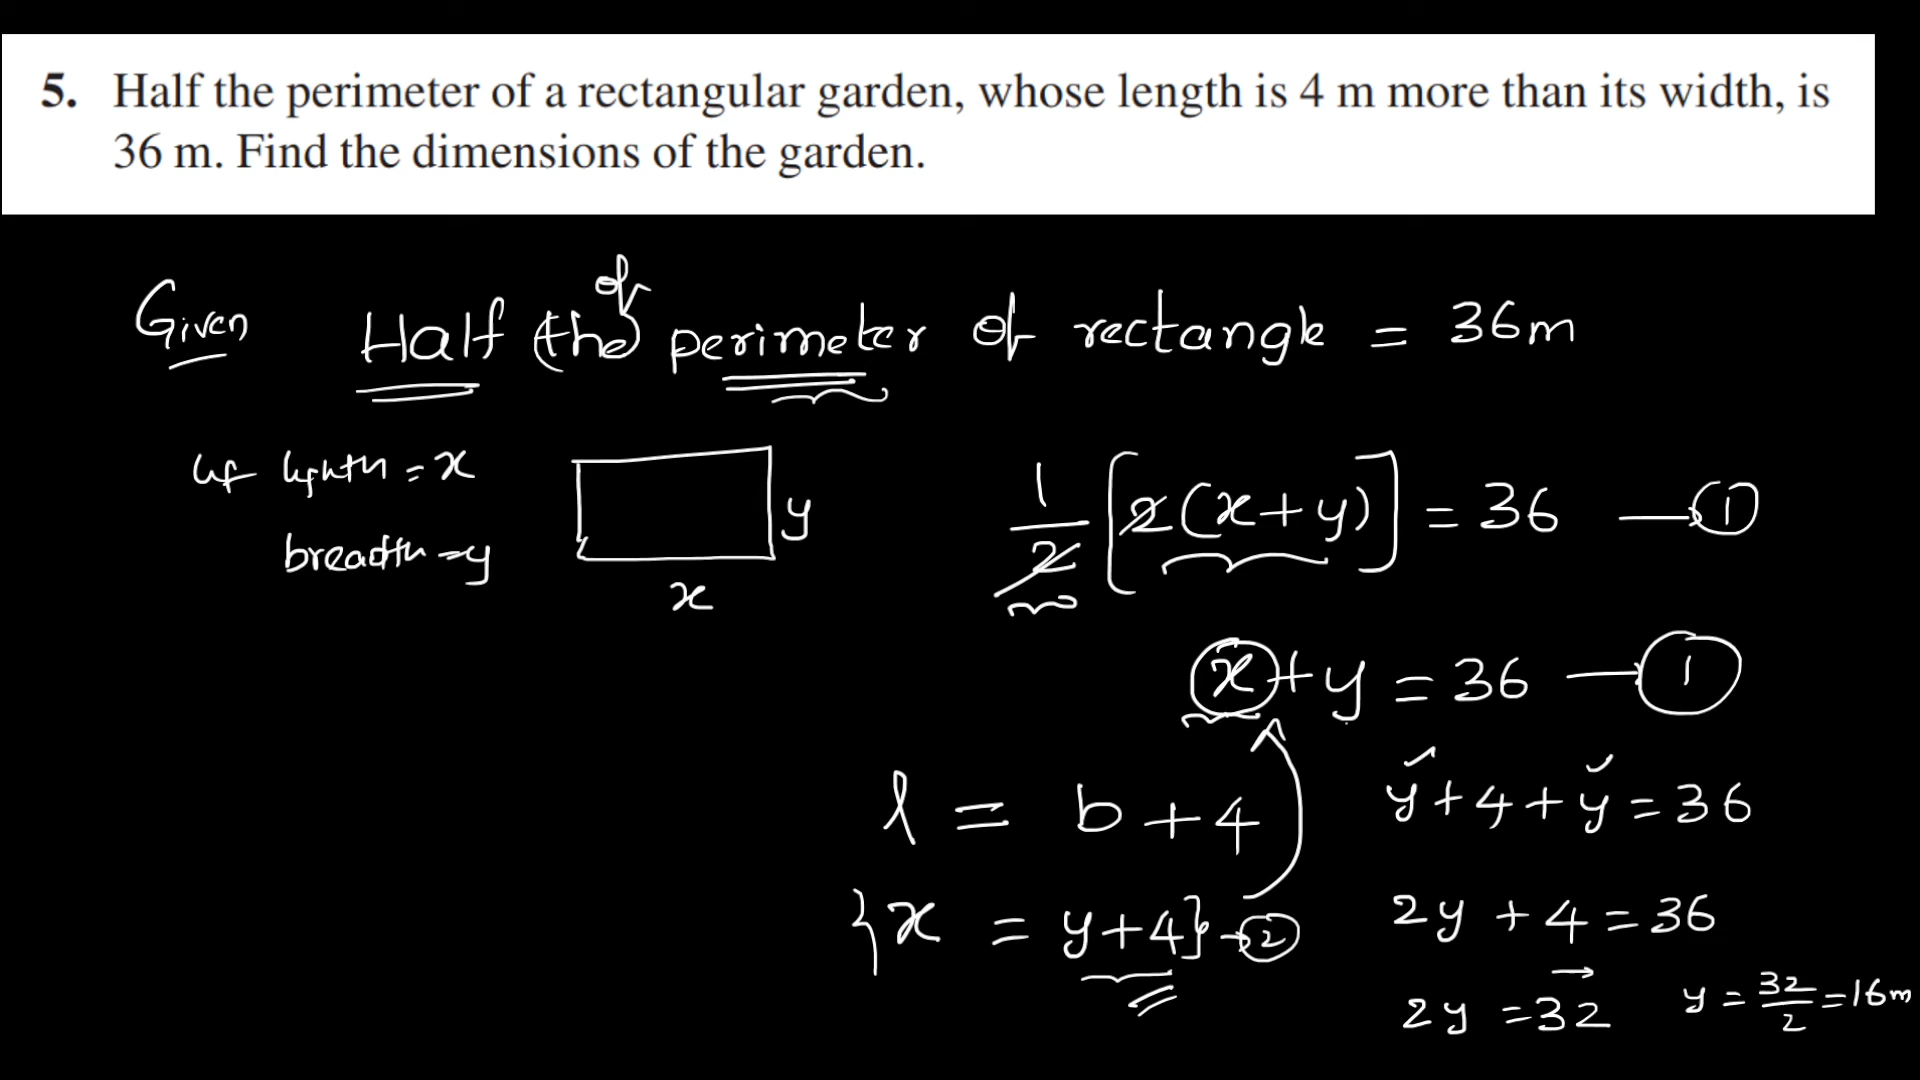 5. Half the perimeter of a rectangular garden, whose length is 4 m more than its width, is
36 m. Find the dimensions of the garden.
of
Given Half (the) perimeter of rectangle = 36m
length = x
breadth = y
y
x
1/2 [2(x+y)] = 36 → ①
x+y = 36 → ①
l = b+4
{x = y+4} → ②
y+4+y = 36
2y + 4 = 36
2y = 32
y = 32/2 = 16m